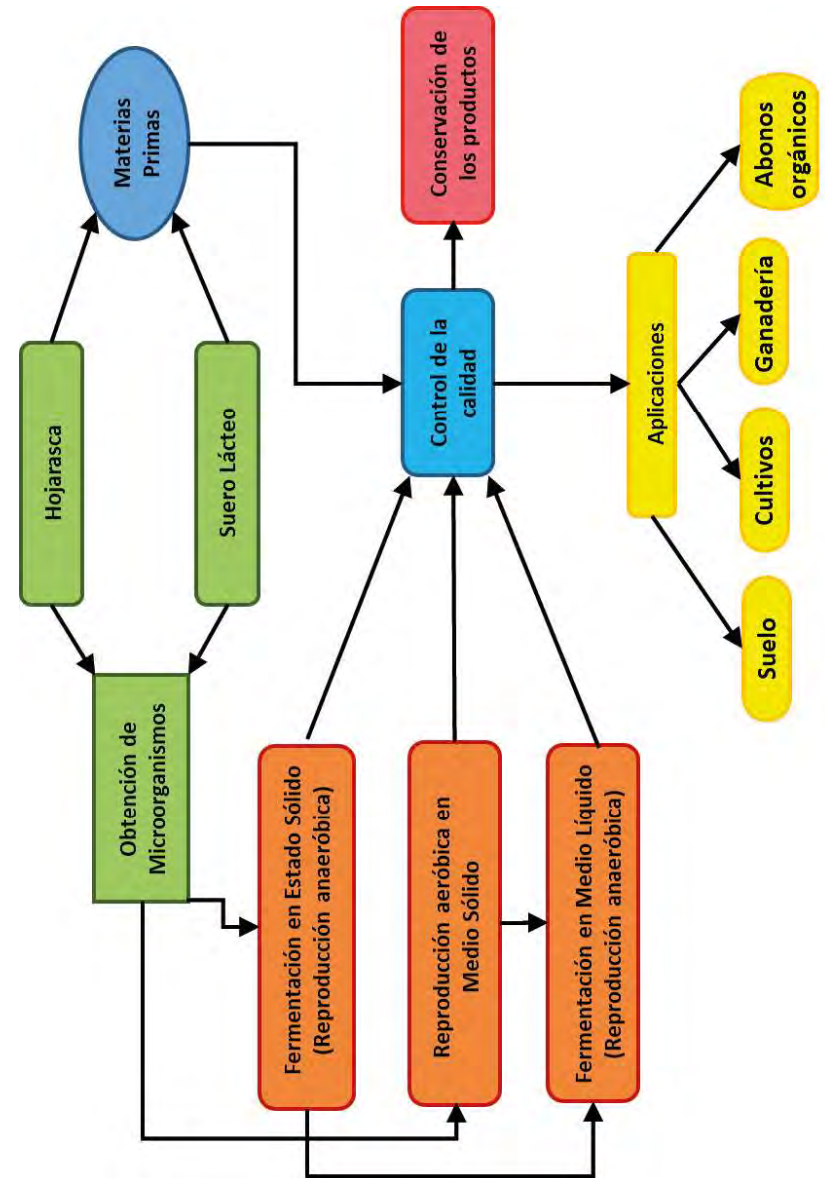 Obtención de
Microorganismos
Hojarasca
Suero Lácteo
Materias
Primas
Fermentación en Estado Sólido
(Reproducción anaeróbica)
Reproducción aeróbica en
Medio Sólido
Fermentación en Medio Líquido
(Reproducción anaeróbica)
Control de la
calidad
Conservación de
los productos
Aplicaciones
Suelo
Cultivos
Ganadería
Abonos
orgánicos